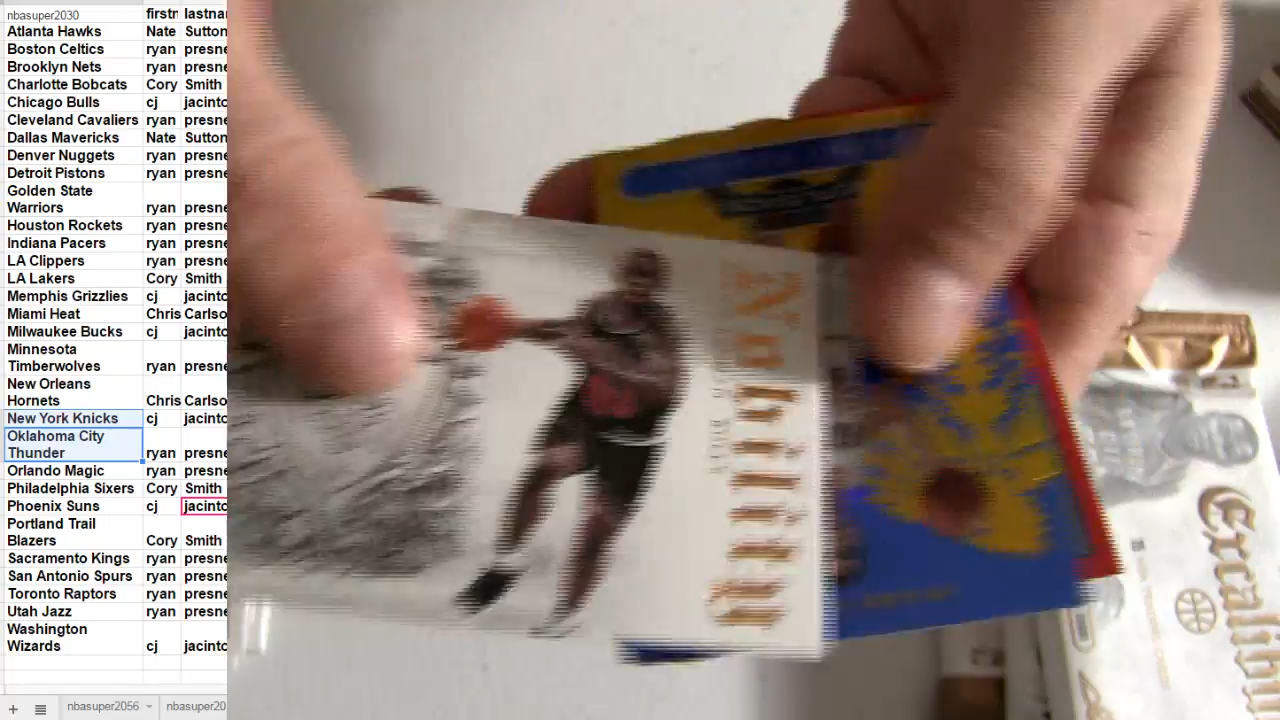 nbasuper2030 firstn lastnar
Atlanta Hawks Nate Sutton
Boston Celtics ryan presne
Brooklyn Nets ryan presne
Charlotte Bobcats Cory Smith
Chicago Bulls cj jacinto
Cleveland Cavaliers ryan presne
Dallas Mavericks Nate Sutton
Denver Nuggets ryan presne
Detroit Pistons ryan presne
Golden State
Warriors ryan presne
Houston Rockets ryan presne
Indiana Pacers ryan presne
LA Clippers ryan presne
LA Lakers Cory Smith
Memphis Grizzlies cj jacinto
Miami Heat Chris Carlso
Milwaukee Bucks cj jacinto
Minnesota
Timberwolves ryan presne
New Orleans
Hornets Chris Carlso
New York Knicks cj jacinto
Oklahoma City
Thunder ryan presne
Orlando Magic ryan presne
Philadelphia Sixers Cory Smith
Phoenix Suns cj jacinto
Portland Trail
Blazers Cory Smith
Sacramento Kings ryan presne
San Antonio Spurs ryan presne
Toronto Raptors ryan presne
Utah Jazz ryan presne
Washington
Wizards cj jacinto
nbasuper2056 nbasuper20
Nobility